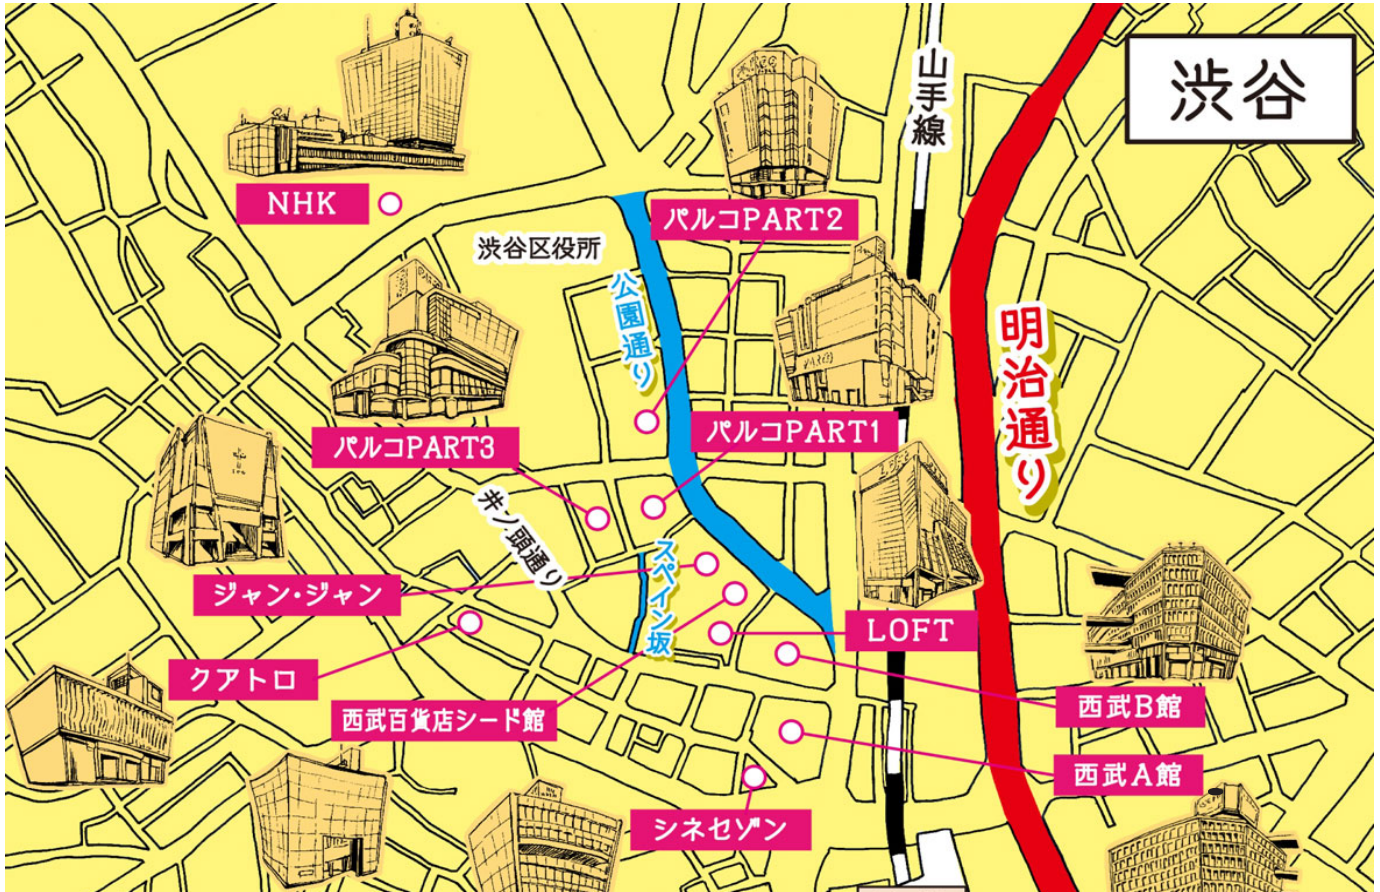 渋谷
山手線
NHK
パルコPART2
渋谷区役所
公園通り
明治通り
パルコPART3
パルコPART1
井ノ頭通り
スペイン坂
ジャン・ジャン
LOFT
クアトロ
西武百貨店シード館
西武B館
西武A館
シネセゾン